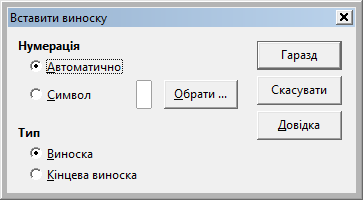 Вставити виноску
Нумерація
Автоматично
Символ
Обрати ...
Тип
Виноска
Кінцева виноска
Гаразд
Скасувати
Довідка